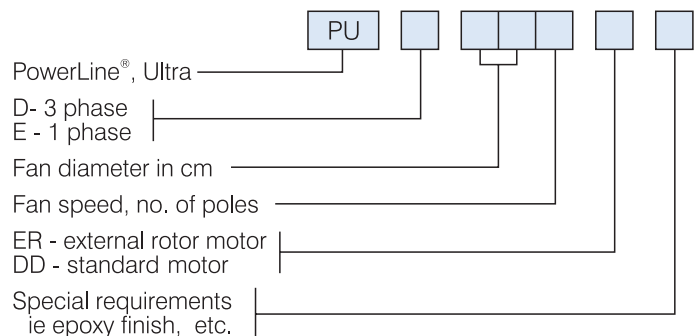 PU
PowerLine®, Ultra
D- 3 phase
E - 1 phase
Fan diameter in cm
Fan speed, no. of poles
ER - external rotor motor
DD - standard motor
Special requirements
ie epoxy finish, etc.